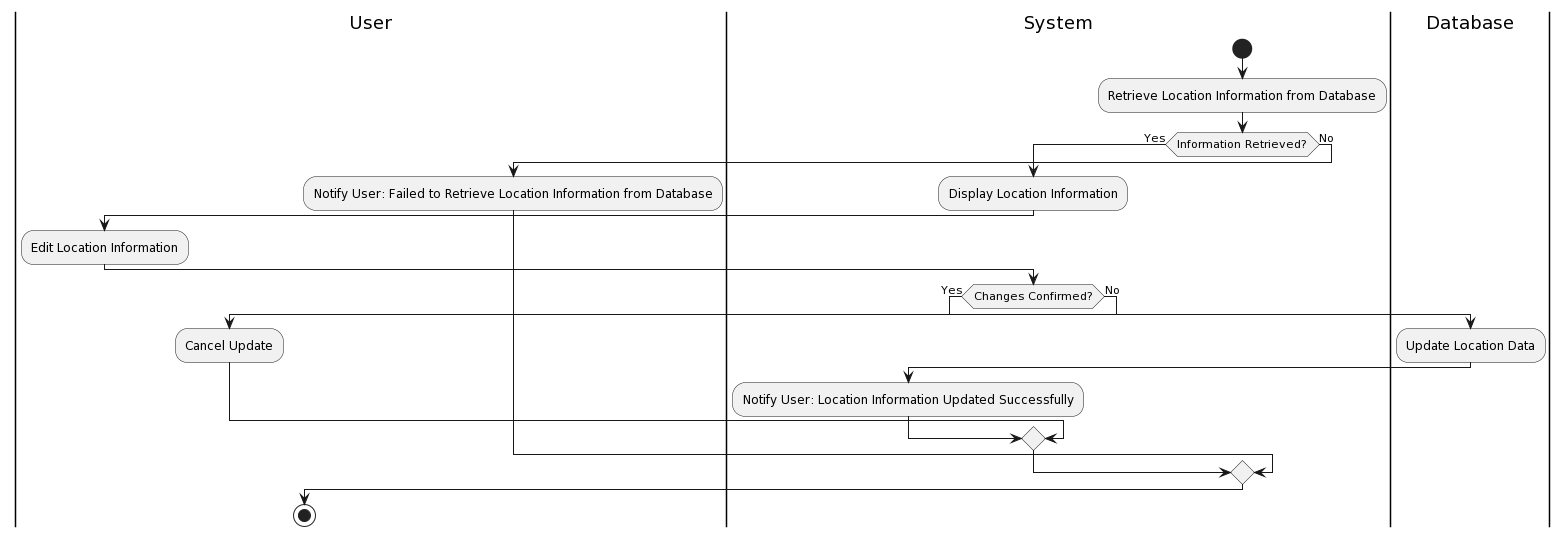 User
System
Database
Retrieve Location Information from Database
Yes
Information Retrieved?
No
Notify User: Failed to Retrieve Location Information from Database
Display Location Information
Edit Location Information
Yes
Changes Confirmed?
No
Cancel Update
Update Location Data
Notify User: Location Information Updated Successfully